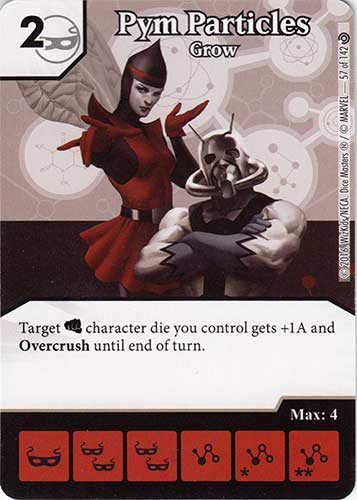 2
Pym Particles
Grow
57 of 142
© 2016 WizKids/NECA. Dice Masters ® / © MARVEL
Target character die you control gets +1A and
Overcrush until end of turn.
Max: 4
*
**